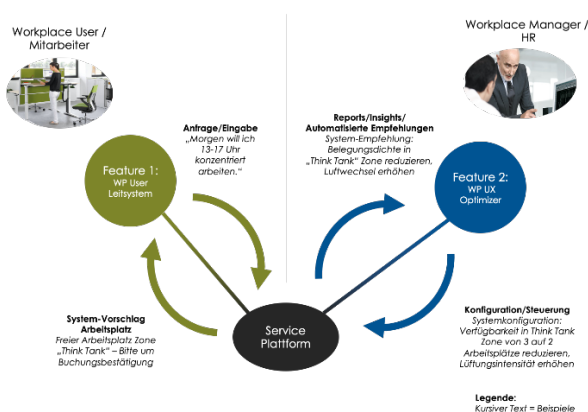 Workplace User /
Mitarbeiter
Workplace Manager /
HR
Anfrage/Eingabe
„Morgen will ich
13-17 Uhr
konzentriert
arbeiten.“
Reports/Insights/
Automatisierte Empfehlungen
System-Empfehlung:
Belegungsdichte in
„Think Tank“ Zone reduzieren,
Luftwechsel erhöhen
Feature 1:
WP User
Leitsystem
Feature 2:
WP UX
Optimizer
System-Vorschlag
Arbeitsplatz
Freier Arbeitsplatz Zone
„Think Tank“ – Bitte um
Buchungsbestätigung
Service
Plattform
Konfiguration/Steuerung
Systemkonfiguration:
Verfügbarkeit in Think Tank
Zone von 3 auf 2
Arbeitsplätze reduzieren,
Lüftungsintensität erhöhen
Legende:
Kursiver Text = Beispiele